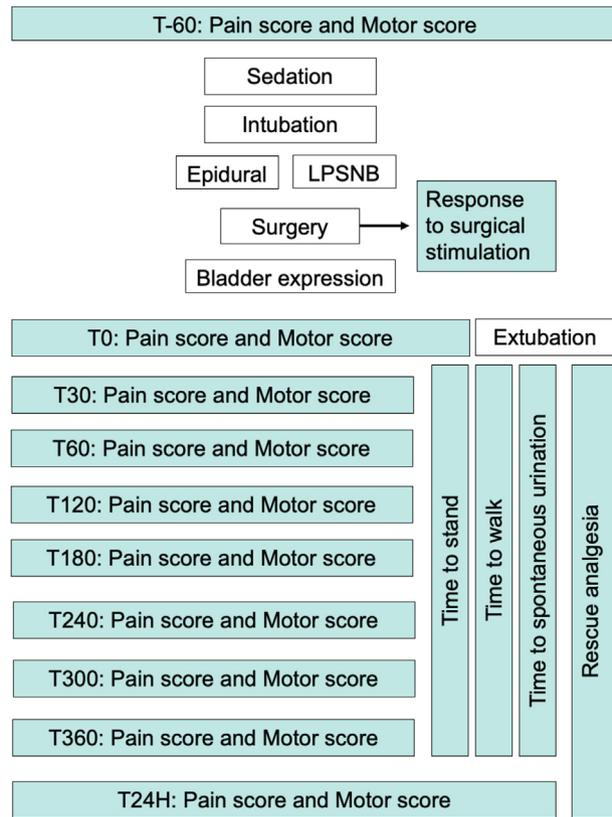 T-60: Pain score and Motor score
Sedation
Intubation
Epidural
LPSNB
Surgery
Response
to surgical
stimulation
Bladder expression
T0: Pain score and Motor score
Extubation
T30: Pain score and Motor score
T60: Pain score and Motor score
T120: Pain score and Motor score
T180: Pain score and Motor score
T240: Pain score and Motor score
T300: Pain score and Motor score
T360: Pain score and Motor score
Time to stand
Time to walk
Time to spontaneous urination
Rescue analgesia
T24H: Pain score and Motor score